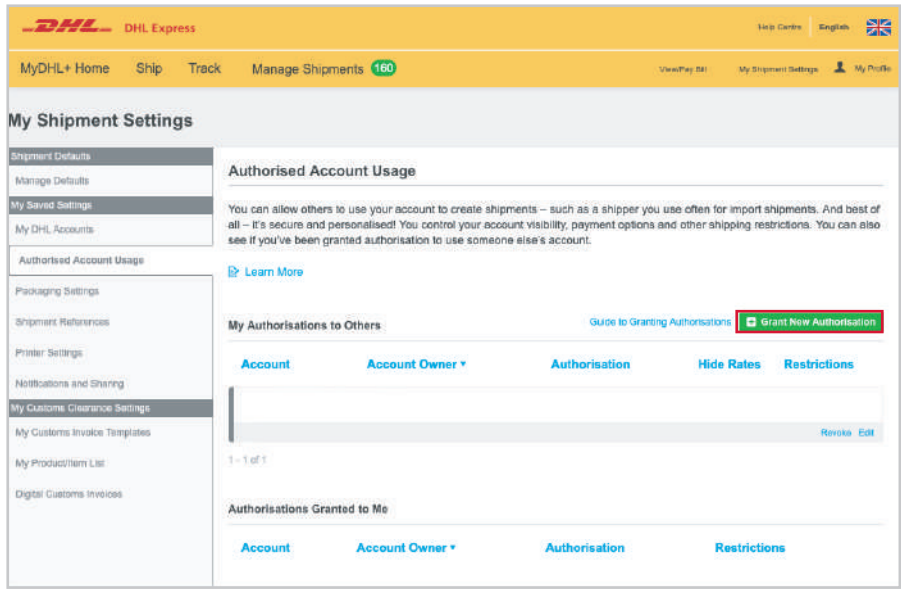 DHL DHL Express
Help Centre English
MyDHL+ Home Ship Track Manage Shipments 160 View/Pay Bill My Shipment Settings My Profile
My Shipment Settings
Shipment Defaults
Manage Defaults
My Saved Settings
My DHL Accounts
Authorised Account Usage
Packaging Settings
Shipment References
Printer Settings
Notifications and Sharing
My Customs Clearance Settings
My Customs Invoice Templates
My Product/Item List
Digital Customs Invoices
Authorised Account Usage
You can allow others to use your account to create shipments – such as a shipper you use often for import shipments. And best of
all – it's secure and personalised! You control your account visibility, payment options and other shipping restrictions. You can also
see if you've been granted authorisation to use someone else's account.
Learn More
My Authorisations to Others Guide to Granting Authorisations Grant New Authorisation
Account Account Owner Authorisation Hide Rates Restrictions
Revoke Edit
1 - 1 of 1
Authorisations Granted to Me
Account Account Owner Authorisation Restrictions